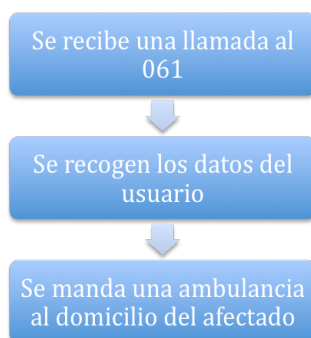 Se recibe una llamada al
061
Se recogen los datos del
usuario
Se manda una ambulancia
al domicilio del afectado